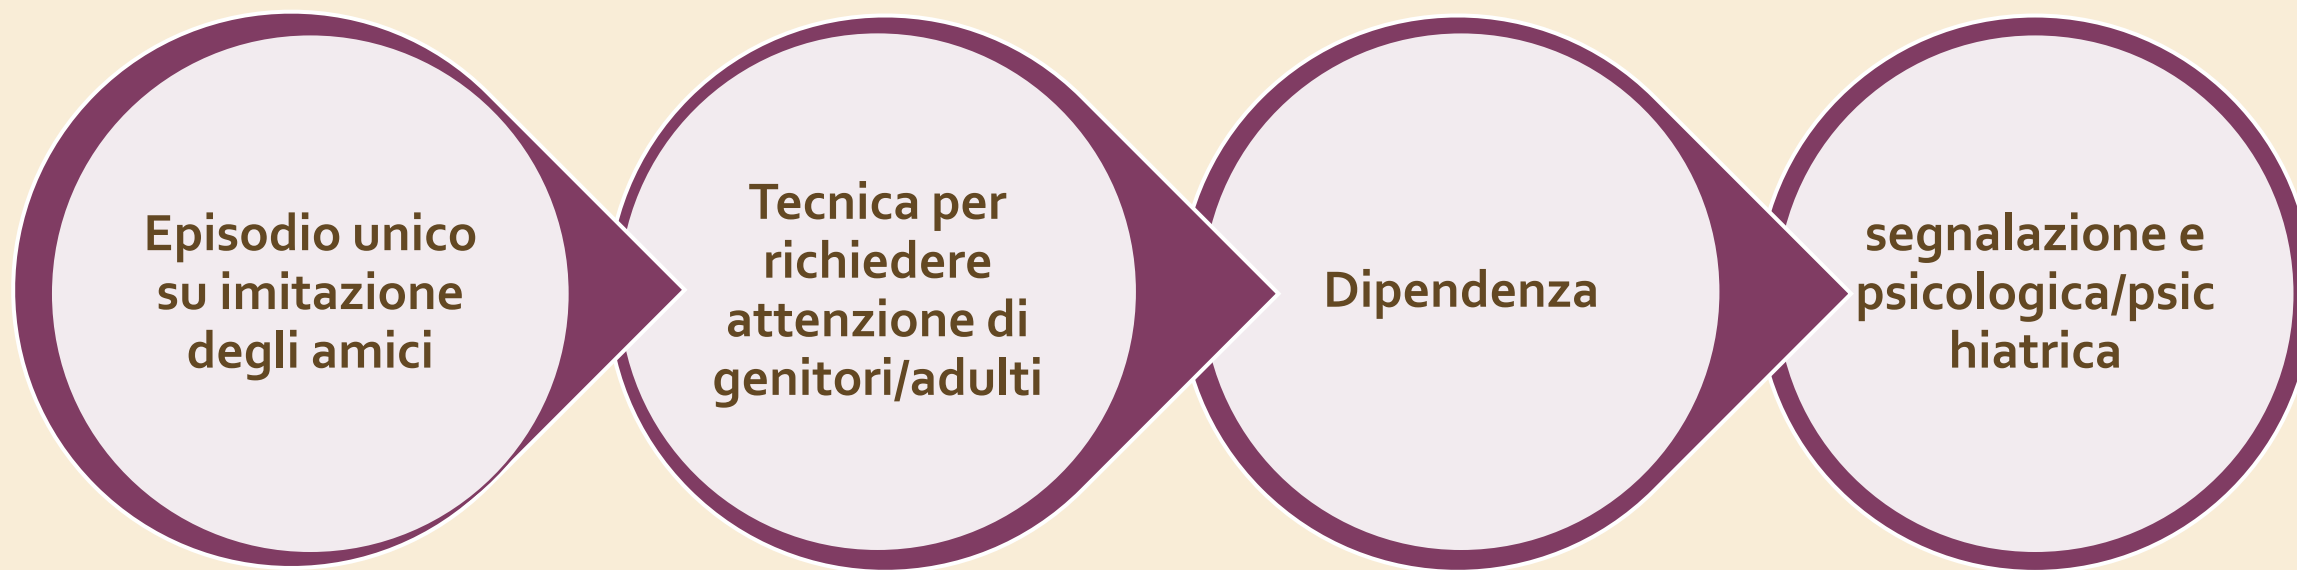 Episodio unico
su imitazione
degli amici
Tecnica per
richiedere
attenzione di
genitori/adulti
Dipendenza
segnalazione e
psicologica/psic
hiatrica